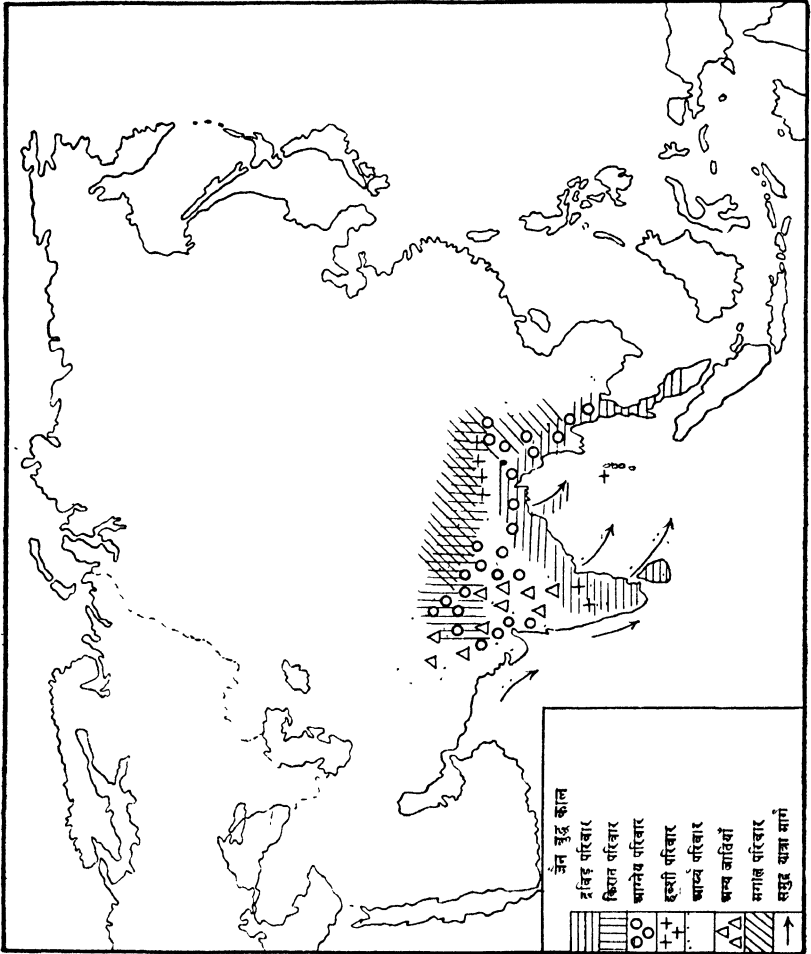 जैन बुद्ध काल
द्रविड़ परिवार
किरात परिवार
आग्नेय परिवार
हब्शी परिवार
आर्य्य परिवार
अन्य जातियाँ
मंगोल परिवार
समुद्र यात्रा मार्ग